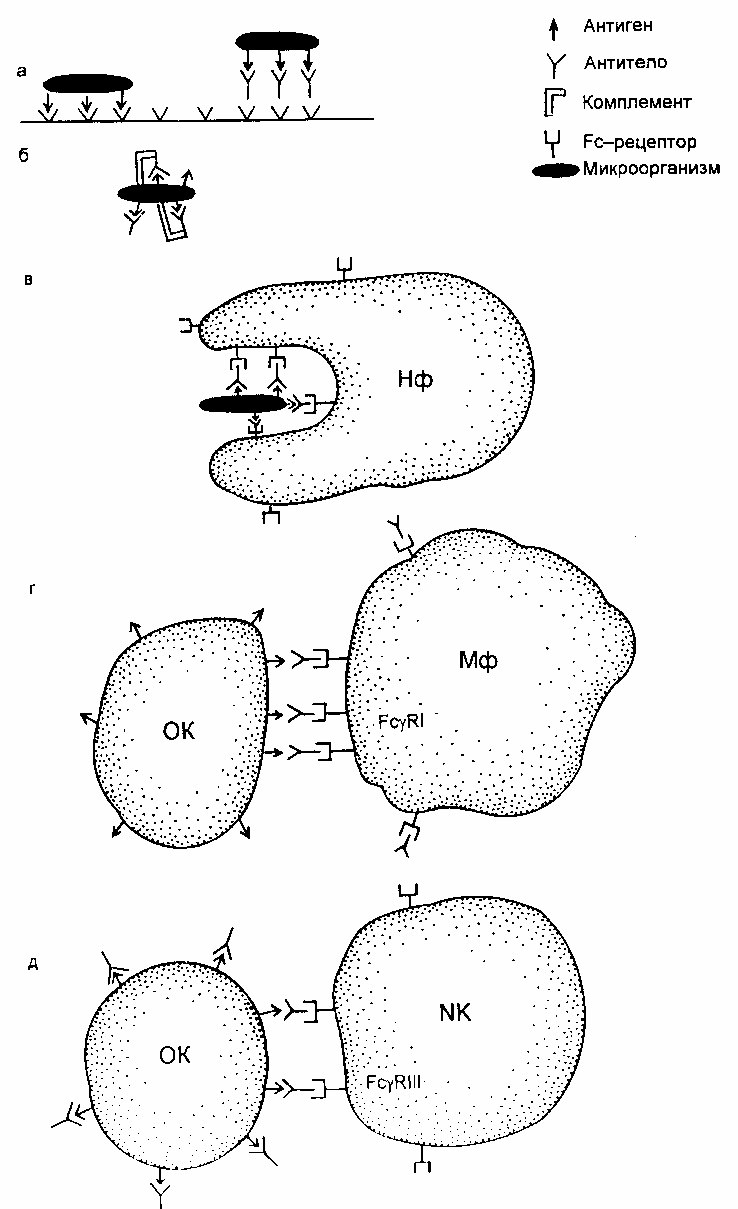 а
Антиген
Антитело
Комплемент
Fc–рецептор
Микроорганизм
б
в
Нф
г
ОК
Мф
FcγRI
д
ОК
NK
FcγRIII